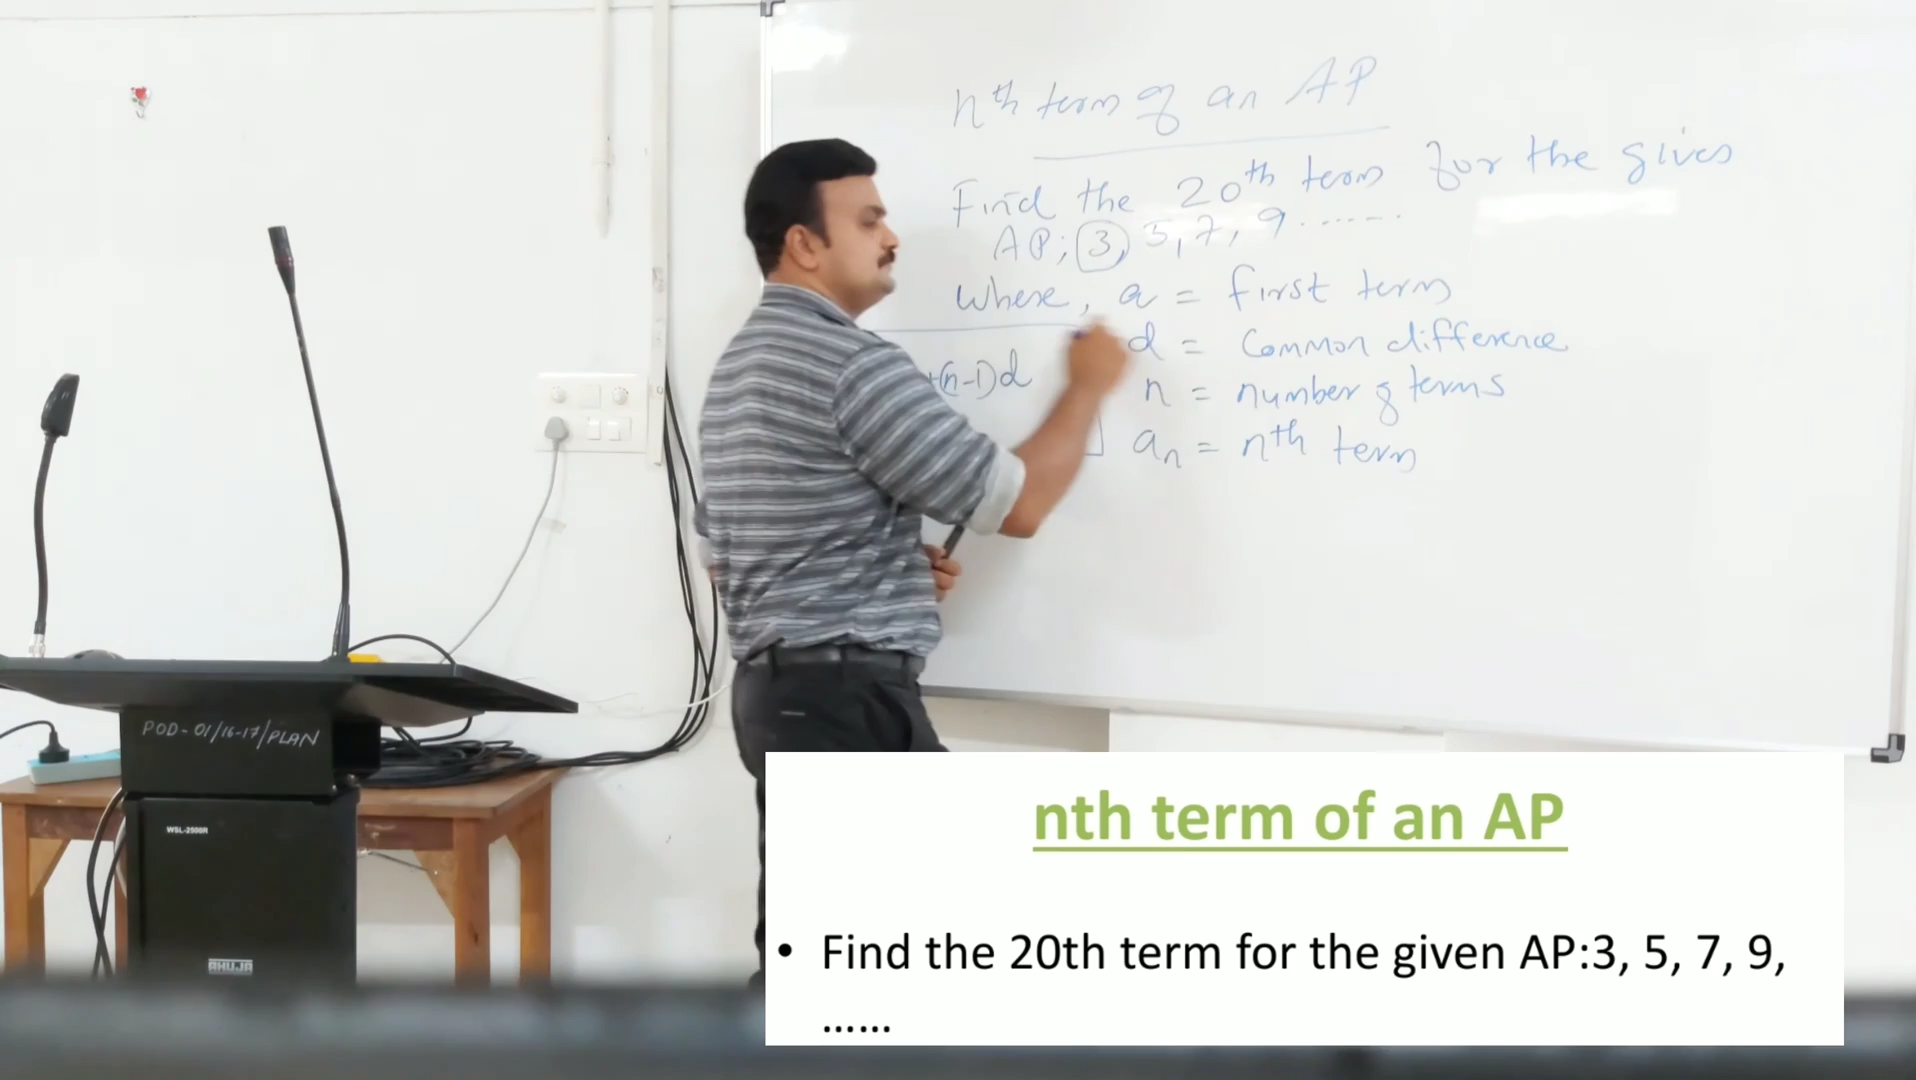 nth term of an AP
Find the 20th term for the given
AP; 3, 5, 7, 9.......
where, a = first term
d = Common difference
+(n-1)d
n = number of terms
an = nth term
POD-01/16-17/PLAN
WSL-2500R
AHUJA
nth term of an AP
• Find the 20th term for the given AP:3, 5, 7, 9,
......